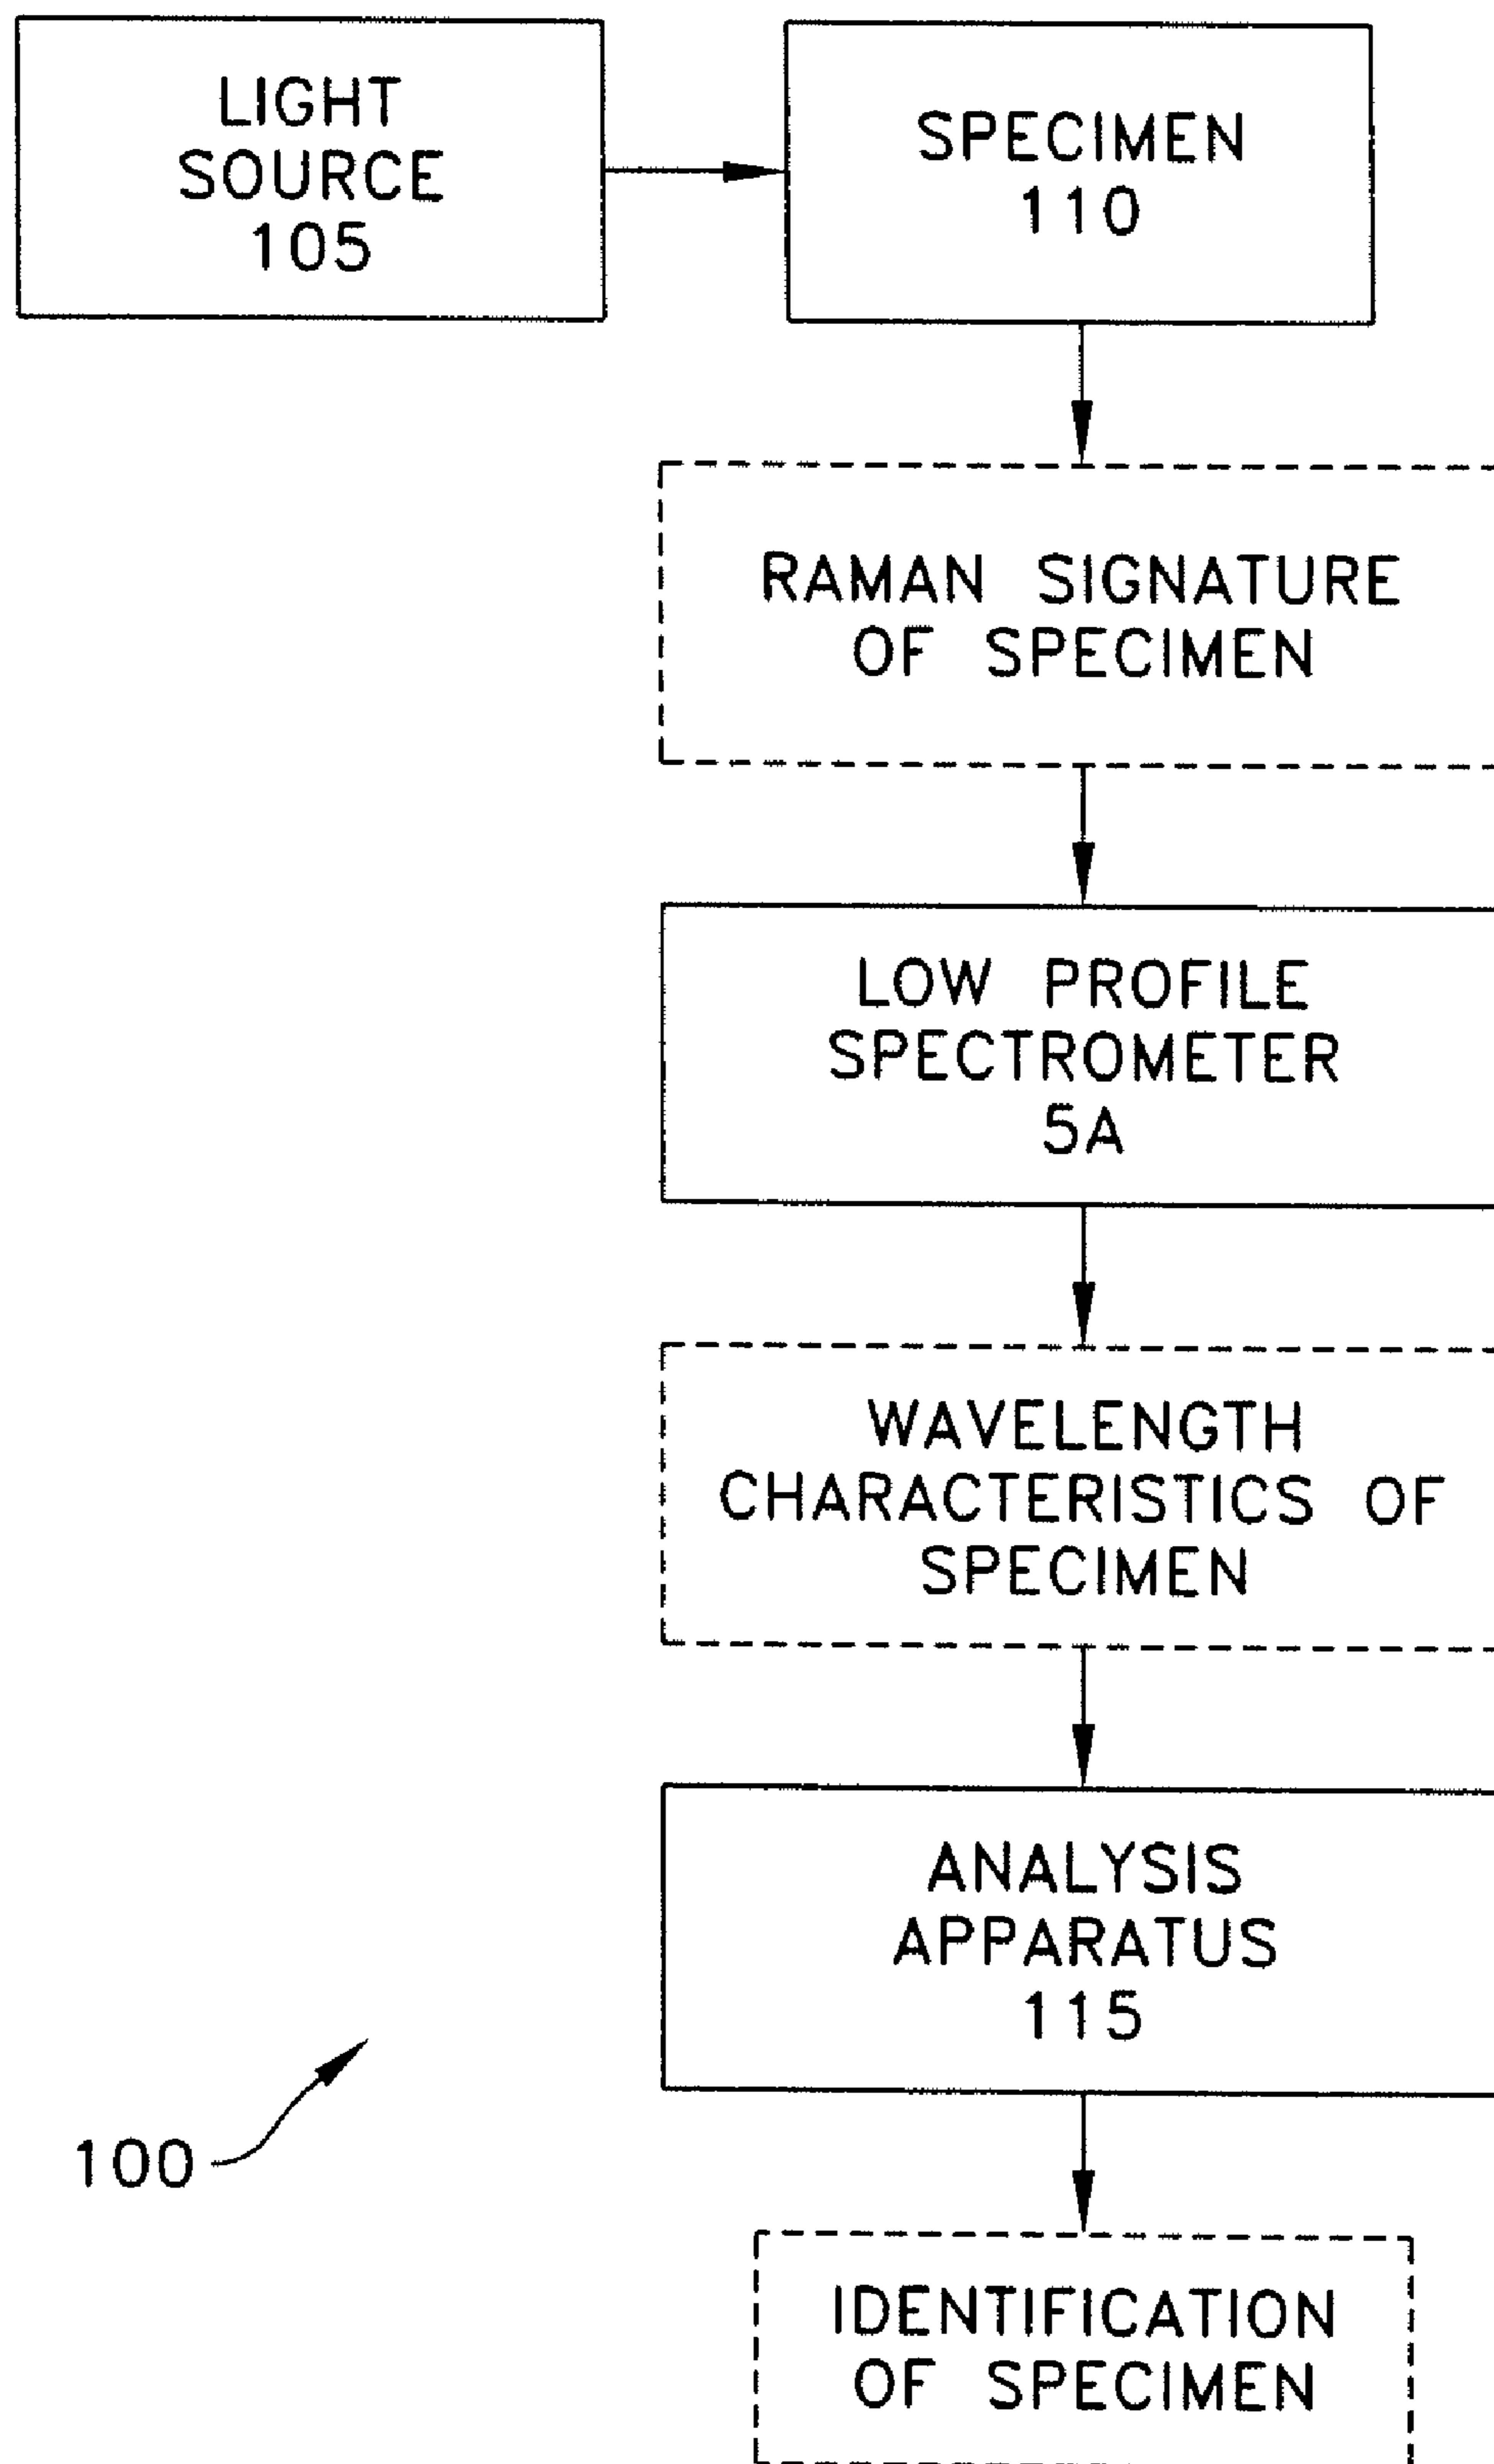 LIGHT
SOURCE
105
SPECIMEN
110
RAMAN SIGNATURE
OF SPECIMEN
LOW PROFILE
SPECTROMETER
5A
WAVELENGTH
CHARACTERISTICS OF
SPECIMEN
ANALYSIS
APPARATUS
115
100
IDENTIFICATION
OF SPECIMEN